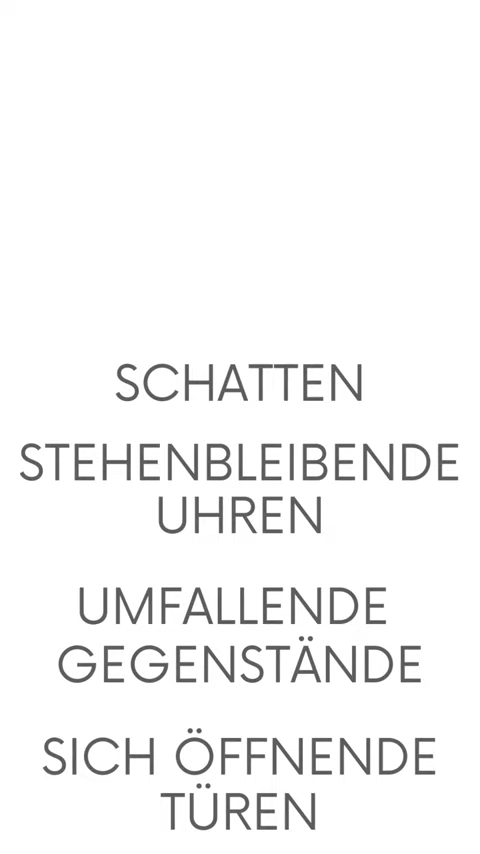 SCHATTEN
STEHENBLEIBENDE
UHREN
UMFALLENDE
GEGENSTÄNDE
SICH ÖFFNENDE
TÜREN